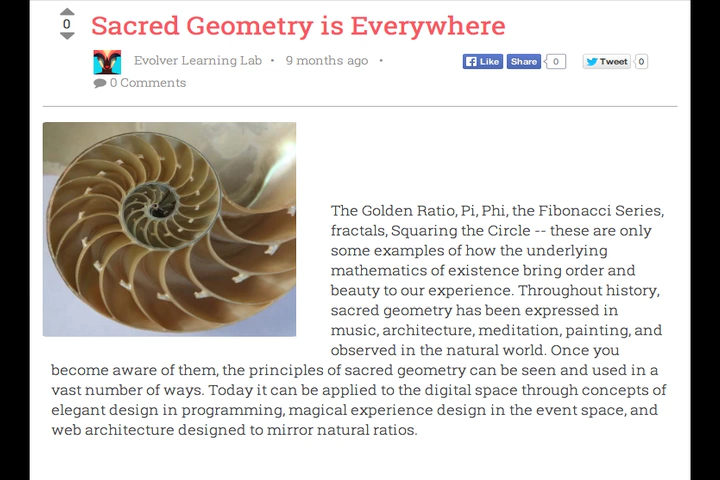 0
Sacred Geometry is Everywhere
Evolver Learning Lab • 9 months ago •
Like Share 0 Tweet 0
0 Comments
The Golden Ratio, Pi, Phi, the Fibonacci Series,
fractals, Squaring the Circle -- these are only
some examples of how the underlying
mathematics of existence bring order and
beauty to our experience. Throughout history,
sacred geometry has been expressed in
music, architecture, meditation, painting, and
observed in the natural world. Once you
become aware of them, the principles of sacred geometry can be seen and used in a
vast number of ways. Today it can be applied to the digital space through concepts of
elegant design in programming, magical experience design in the event space, and
web architecture designed to mirror natural ratios.